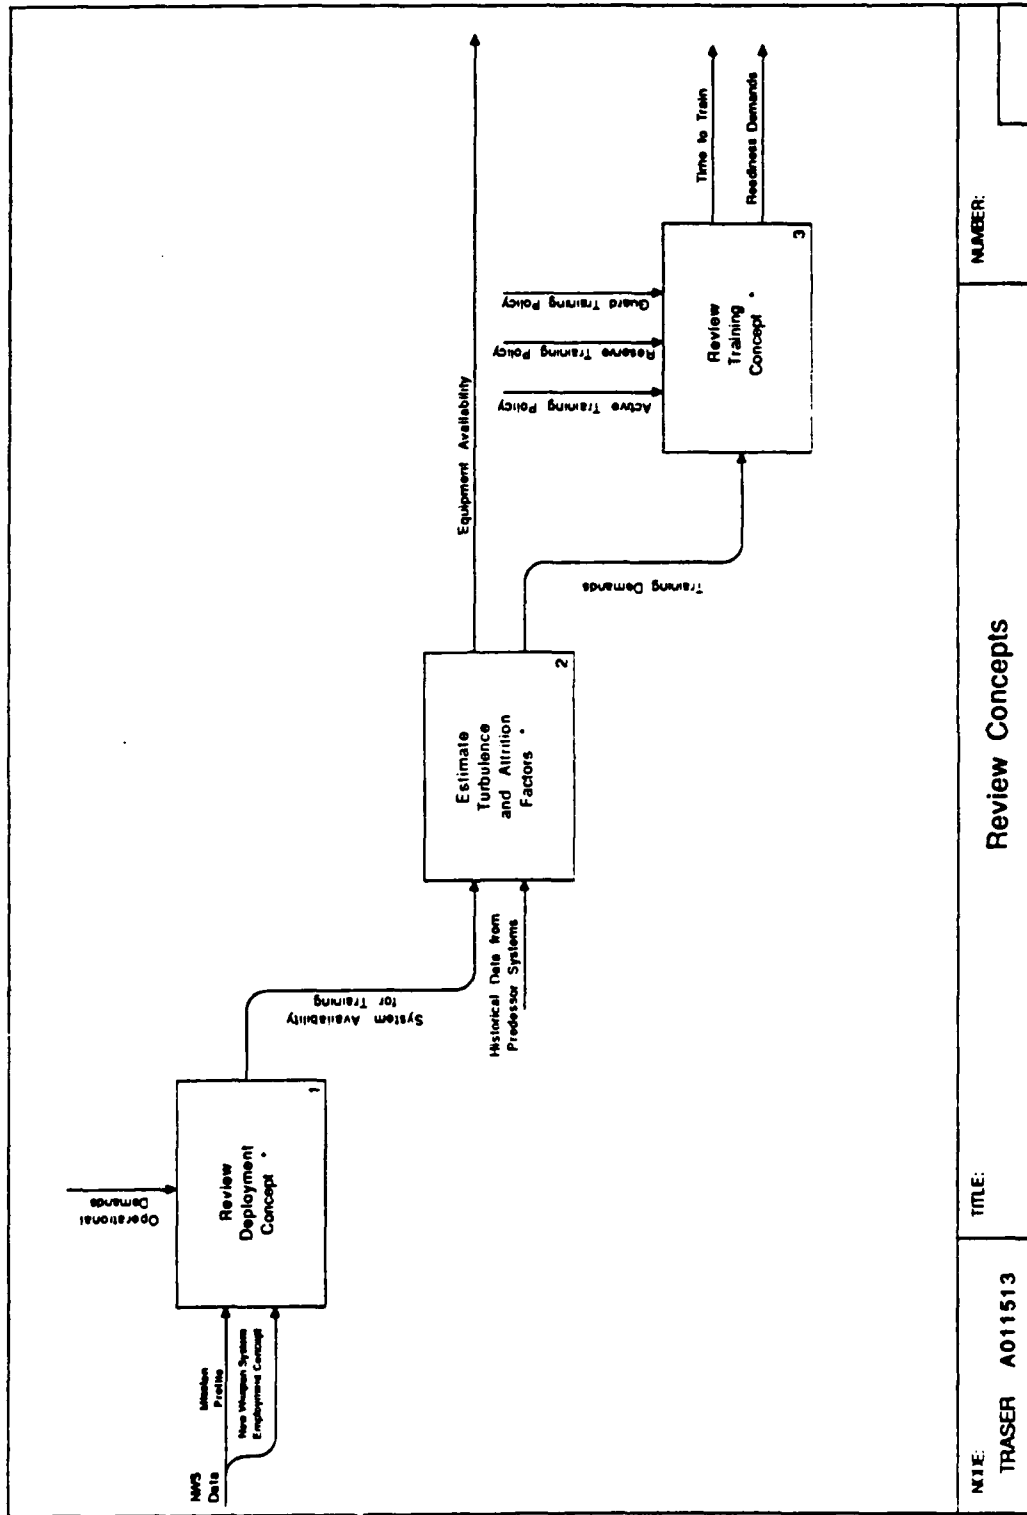 NWS
Data
Mission
Profile
New Weapon System
Employment Concept
Operational
Demands
Review
Deployment
Concept *
1
System Availability
for Training
Historical Data from
Predessor Systems
Estimate
Turbulence
and Attrition
Factors *
2
Equipment Availability
Training Demands
Active Training Policy
Reserve Training Policy
Guard Training Policy
Review
Training
Concept *
3
Time to Train
Readiness Demands
NODE:
TRASER A011513
TITLE:
Review Concepts
NUMBER: